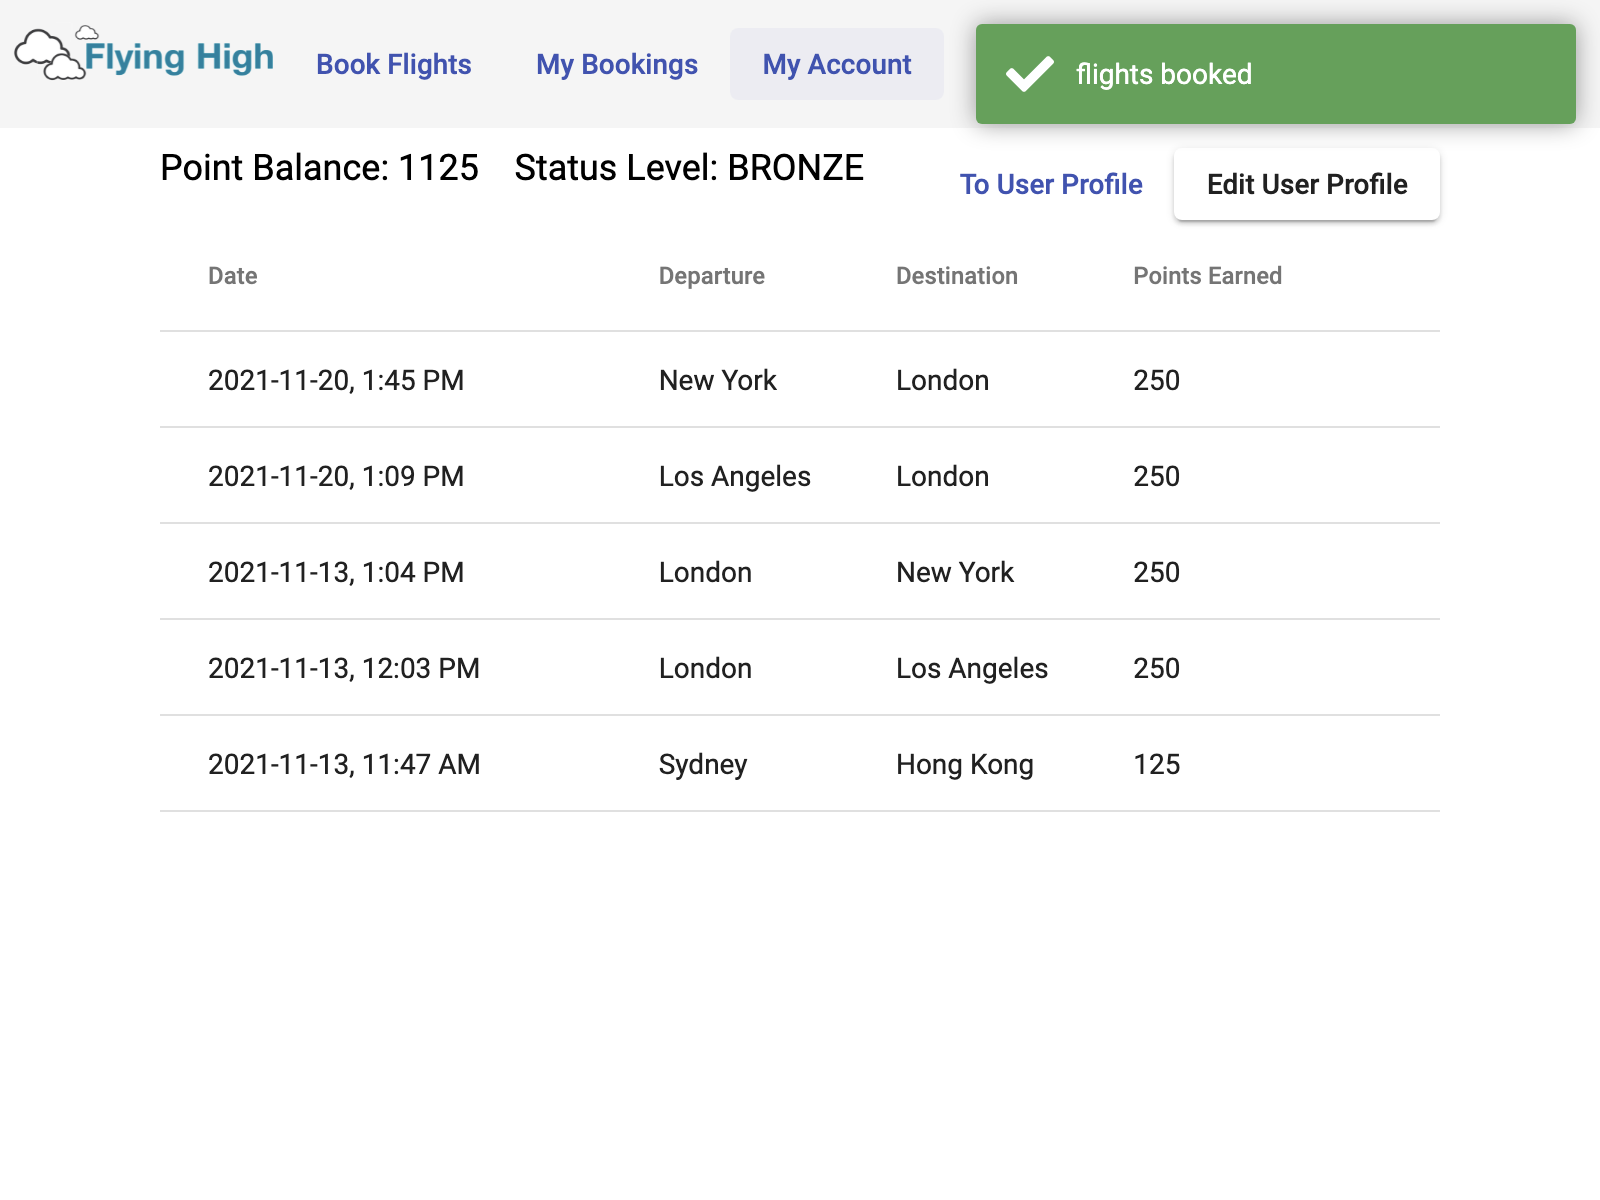 Flying High Book Flights My Bookings My Account flights booked
Point Balance: 1125 Status Level: BRONZE To User Profile Edit User Profile
Date Departure Destination Points Earned
2021-11-20, 1:45 PM New York London 250
2021-11-20, 1:09 PM Los Angeles London 250
2021-11-13, 1:04 PM London New York 250
2021-11-13, 12:03 PM London Los Angeles 250
2021-11-13, 11:47 AM Sydney Hong Kong 125